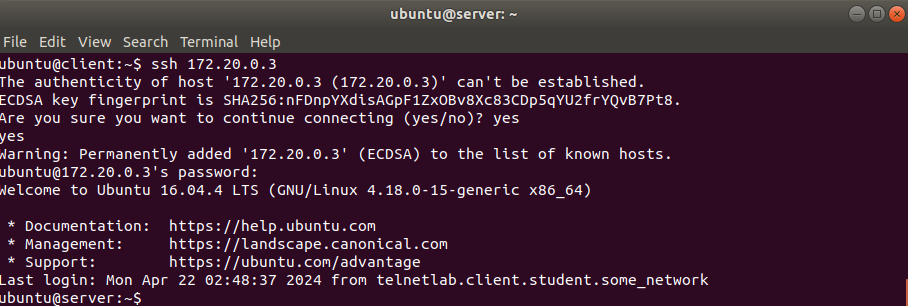 ubuntu@server: ~
File Edit View Search Terminal Help
ubuntu@client:~$ ssh 172.20.0.3
The authenticity of host '172.20.0.3 (172.20.0.3)' can't be established.
ECDSA key fingerprint is SHA256:nFDnpYXdisAGpF1ZxOBv8Xc83CDp5qYU2frYQvB7Pt8.
Are you sure you want to continue connecting (yes/no)? yes
yes
Warning: Permanently added '172.20.0.3' (ECDSA) to the list of known hosts.
ubuntu@172.20.0.3's password:
Welcome to Ubuntu 16.04.4 LTS (GNU/Linux 4.18.0-15-generic x86_64)

 * Documentation:  https://help.ubuntu.com
 * Management:     https://landscape.canonical.com
 * Support:        https://ubuntu.com/advantage
Last login: Mon Apr 22 02:48:37 2024 from telnetlab.client.student.some_network
ubuntu@server:~$